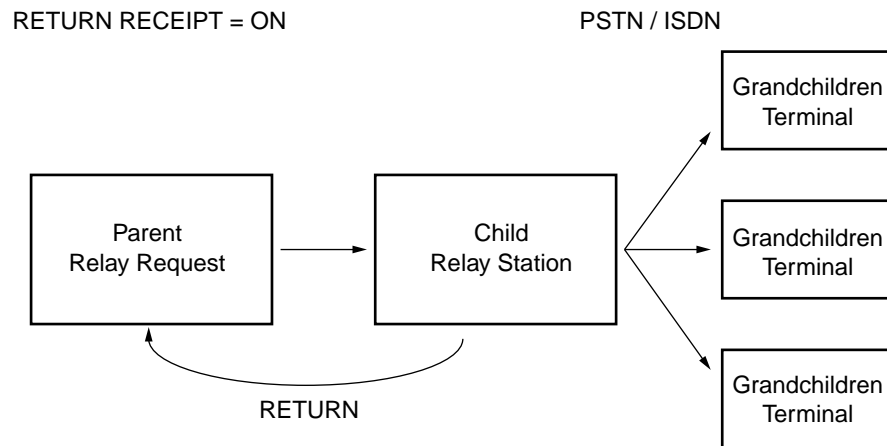 RETURN RECEIPT = ON
PSTN / ISDN
Grandchildren
Terminal
Parent
Relay Request
Child
Relay Station
Grandchildren
Terminal
Grandchildren
Terminal
RETURN